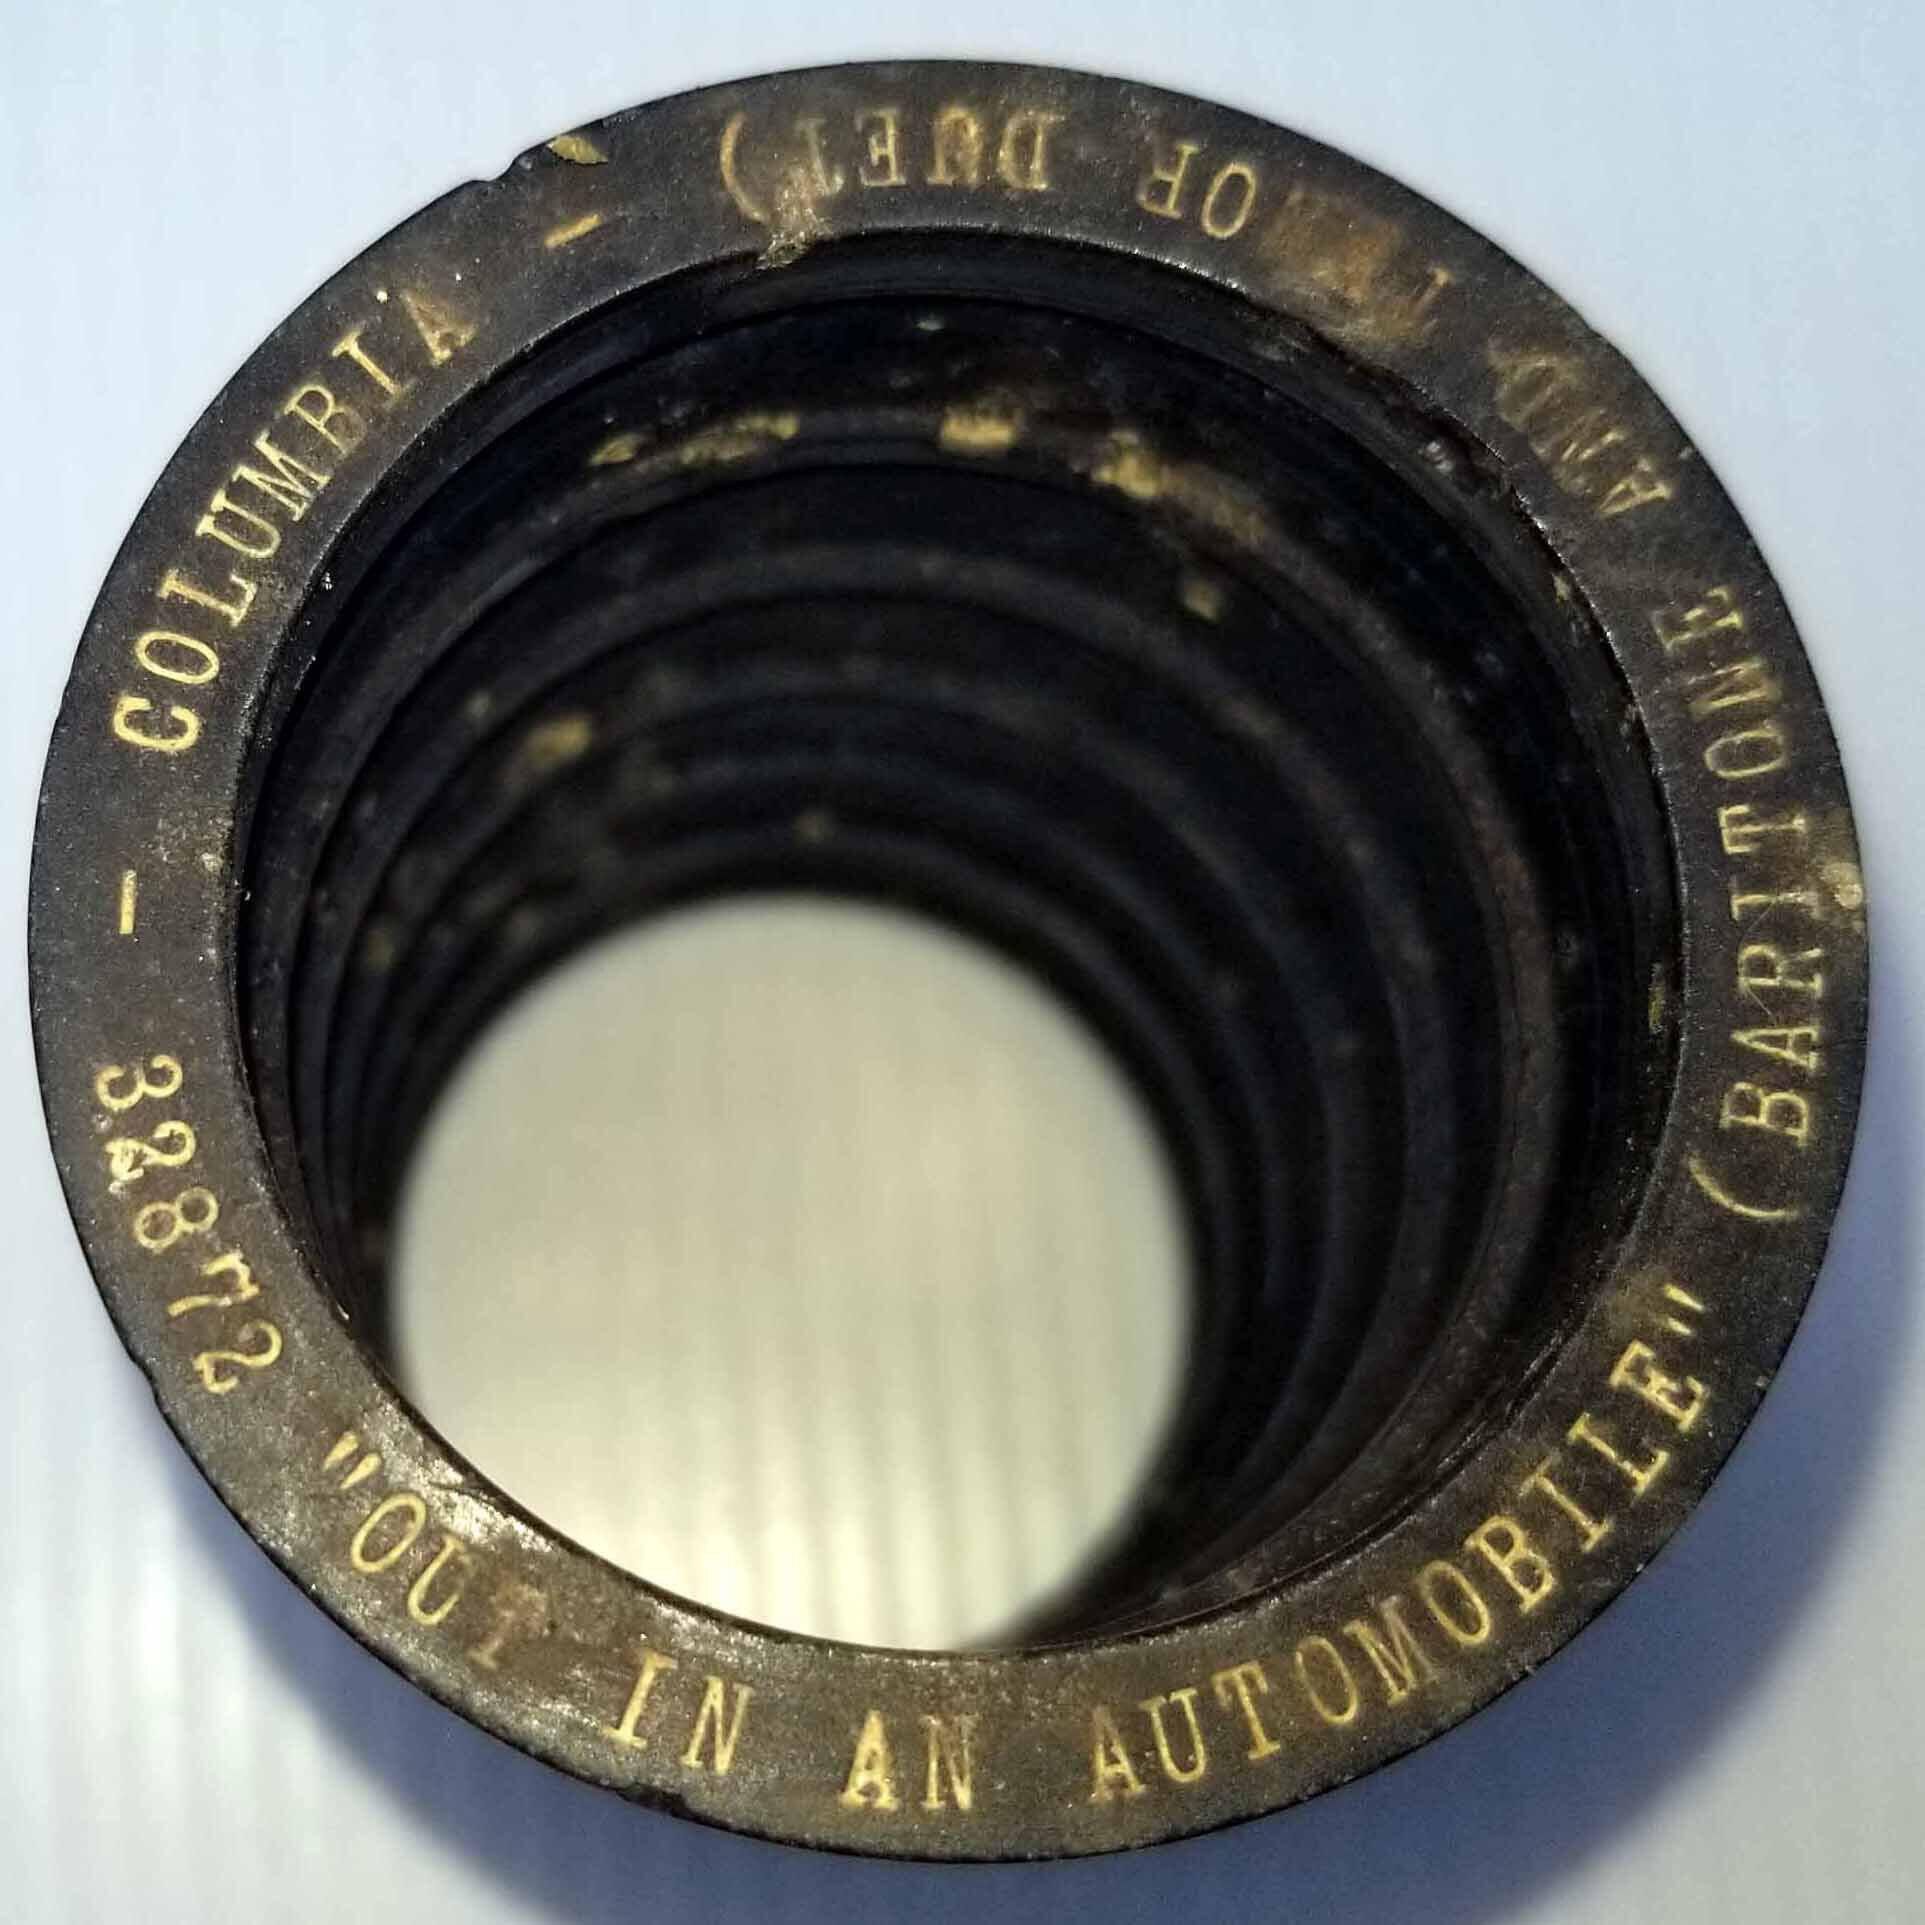 - COLUMBIA - 32872 "OUT IN AN AUTOMOBILE" (BARITONE AND TENOR DUET)